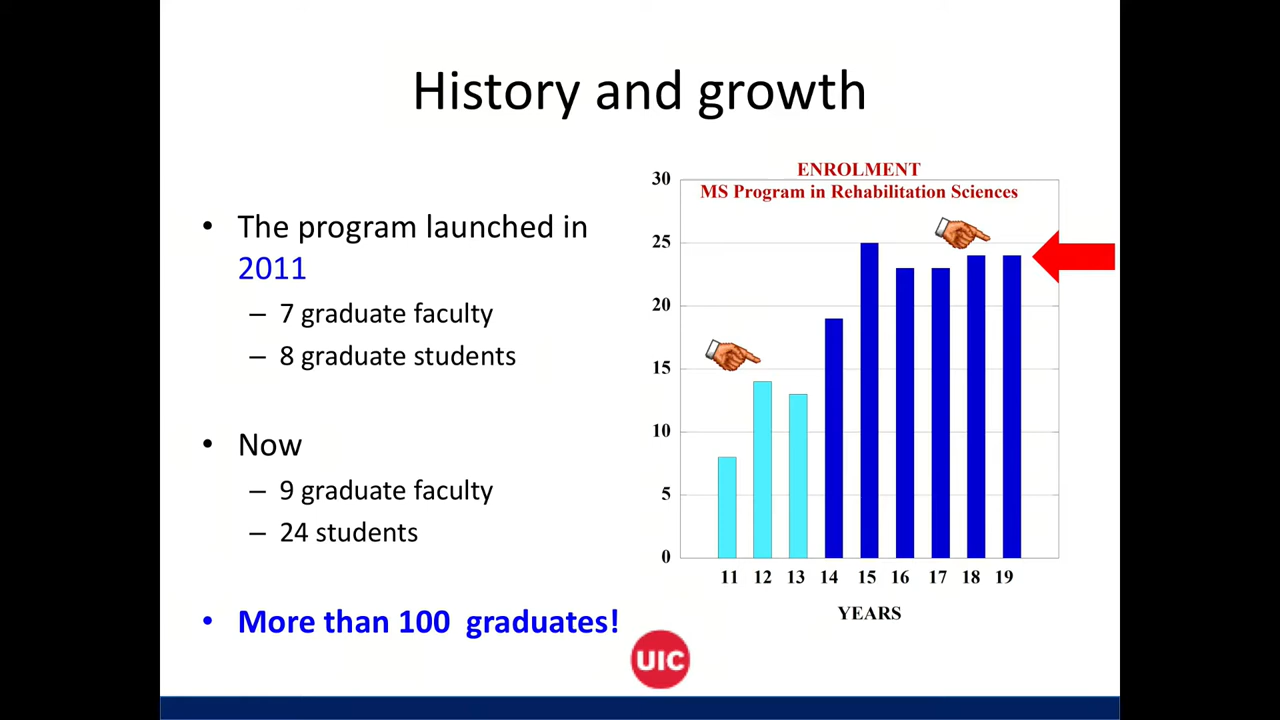 History and growth
• The program launched in
2011
– 7 graduate faculty
– 8 graduate students
• Now
– 9 graduate faculty
– 24 students
• More than 100 graduates!
ENROLMENT
MS Program in Rehabilitation Sciences
30
25
20
15
10
5
0
11 12 13 14 15 16 17 18 19
YEARS
UIC